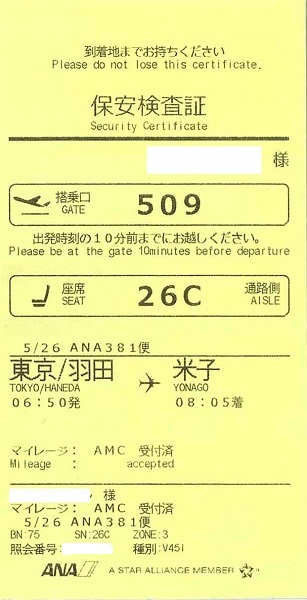 到着地までお持ちください
Please do not lose this certificate.
保安検査証
Security Certificate
様
搭乗口 509
GATE
出発時刻の10分前までにお越しください。
Please be at the gate 10minutes before departure
座席 26C 通路側
SEAT AISLE
5/26 ANA381便
東京/羽田 米子
TOKYO/HANEDA YONAGO
06:50発 08:05着
マイレージ: AMC 受付済
Mileage : accepted
様
マイレージ: AMC 受付済
5/26 ANA381便
BN:75 SN:26C ZONE:3
照会番号: 種別:V45I
ANA A STAR ALLIANCE MEMBER